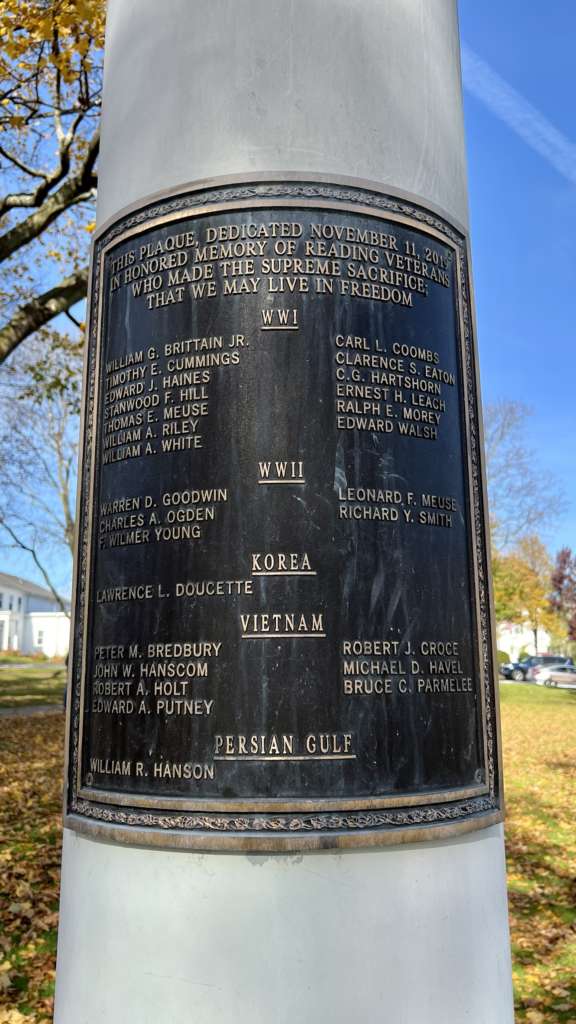 THIS PLAQUE, DEDICATED NOVEMBER 11,
IN HONORED MEMORY OF READING VETERANS
WHO MADE THE SUPREME SACRIFICE;
THAT WE MAY LIVE IN FREEDOM
WWI
WILLIAM G. BRITTAIN JR.
TIMOTHY E. CUMMINGS
EDWARD J. HAINES
STANWOOD F. HILL
THOMAS E. MEUSE
WILLIAM A. RILEY
WILLIAM A. WHITE
CARL L. COOMBS
CLARENCE S. EATON
C.G. HARTSHORN
ERNEST H. LEACH
RALPH E. MOREY
EDWARD WALSH
WWII
WARREN D. GOODWIN
CHARLES A. OGDEN
F. WILMER YOUNG
LEONARD F. MEUSE
RICHARD Y. SMITH
KOREA
LAWRENCE L. DOUCETTE
VIETNAM
PETER M. BREDBURY
JOHN W. HANSCOM
ROBERT A. HOLT
EDWARD A. PUTNEY
ROBERT J. CROCE
MICHAEL D. HAVEL
BRUCE C. PARMELEE
PERSIAN GULF
WILLIAM R. HANSON